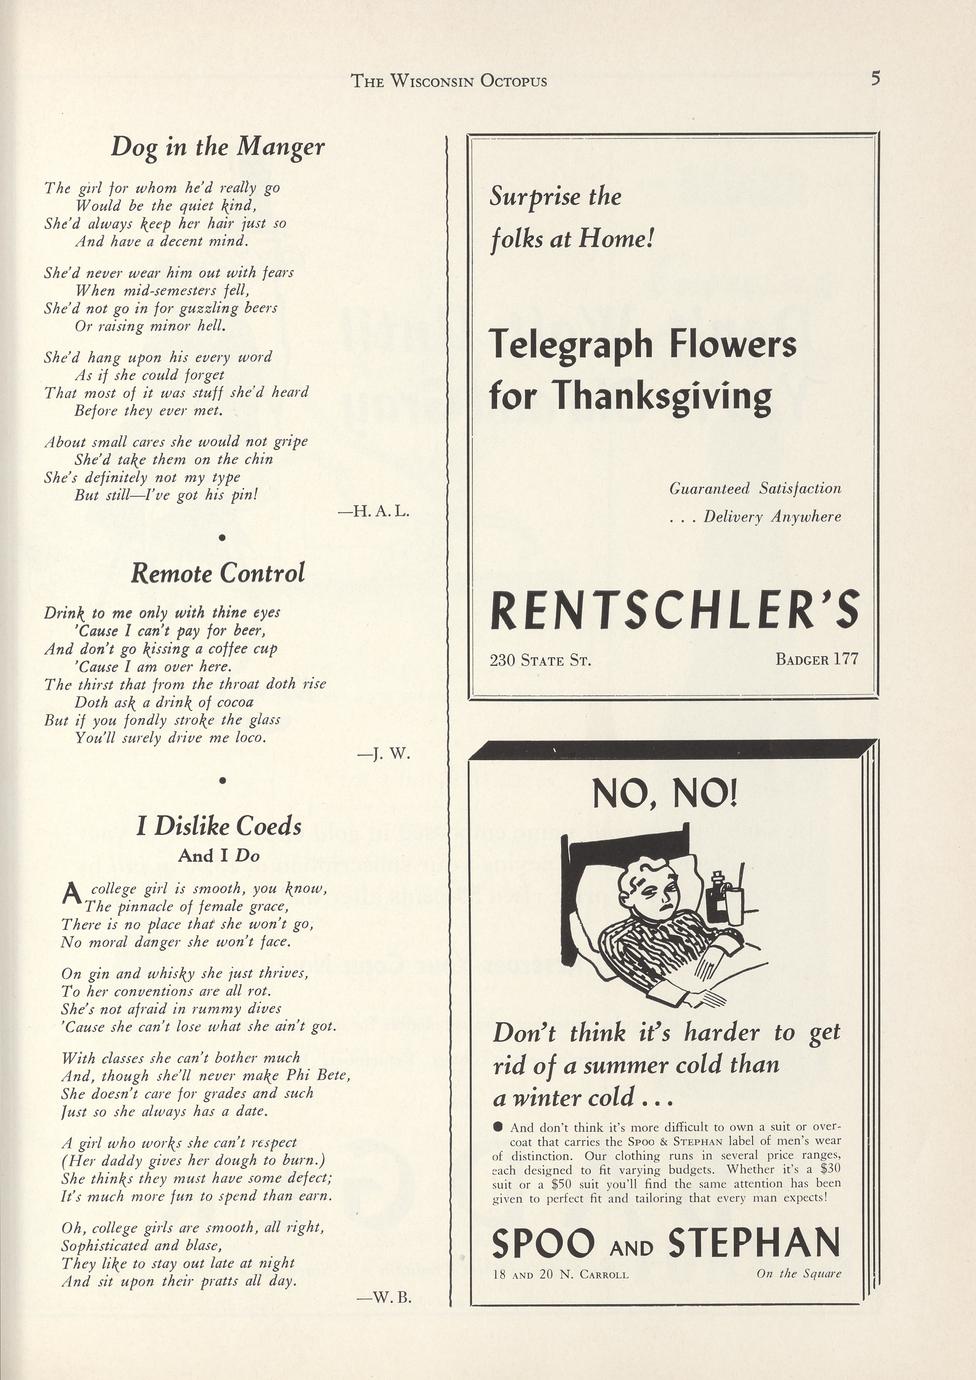 The Wisconsin Octopus
5
Dog in the Manger
The girl for whom he'd really go
Would be the quiet kind,
She'd always keep her hair just so
And have a decent mind.
She'd never wear him out with fears
When mid-semesters fell,
She'd not go in for guzzling beers
Or raising minor hell.
She'd hang upon his every word
As if she could forget
That most of it was stuff she'd heard
Before they ever met.
About small cares she would not gripe
She'd take them on the chin
She's definitely not my type
But still—I've got his pin!
—H. A. L.
•
Remote Control
Drink to me only with thine eyes
'Cause I can't pay for beer,
And don't go kissing a coffee cup
'Cause I am over here.
The thirst that from the throat doth rise
Doth ask a drink of cocoa
But if you fondly stroke the glass
You'll surely drive me loco.
—J. W.
•
I Dislike Coeds
And I Do
A college girl is smooth, you know,
The pinnacle of female grace,
There is no place that she won't go,
No moral danger she won't face.
On gin and whisky she just thrives,
To her conventions are all rot.
She's not afraid in rummy dives
'Cause she can't lose what she ain't got.
With classes she can't bother much
And, though she'll never make Phi Bete,
She doesn't care for grades and such
Just so she always has a date.
A girl who works she can't respect
(Her daddy gives her dough to burn.)
She thinks they must have some defect;
It's much more fun to spend than earn.
Oh, college girls are smooth, all right,
Sophisticated and blase,
They like to stay out late at night
And sit upon their pratts all day.
—W. B.
Surprise the
folks at Home!
Telegraph Flowers
for Thanksgiving
Guaranteed Satisfaction
. . . Delivery Anywhere
RENTSCHLER'S
230 State St.
Badger 177
NO, NO!
Don't think it's harder to get
rid of a summer cold than
a winter cold . . .
● And don't think it's more difficult to own a suit or over-
coat that carries the Spoo & Stephan label of men's wear
of distinction. Our clothing runs in several price ranges,
each designed to fit varying budgets. Whether it's a $30
suit or a $50 suit you'll find the same attention has been
given to perfect fit and tailoring that every man expects!
SPOO AND STEPHAN
18 and 20 N. Carroll
On the Square